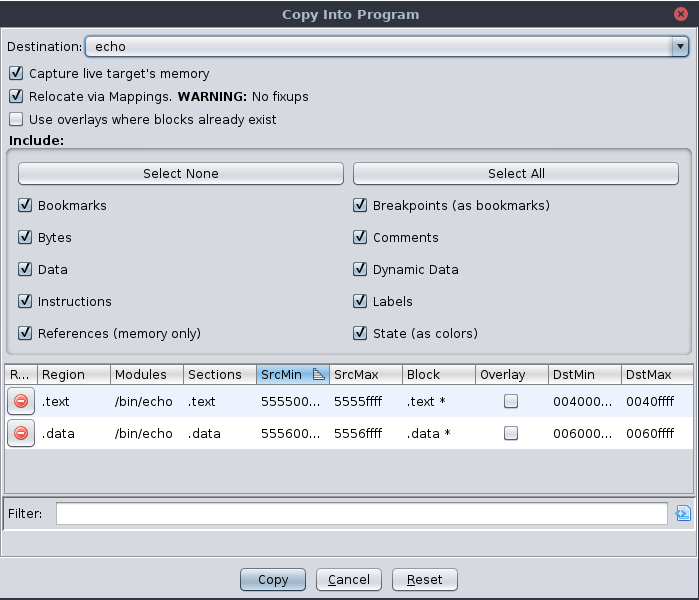 Copy Into Program
Destination: echo
Capture live target's memory
Relocate via Mappings. WARNING: No fixups
Use overlays where blocks already exist
Include:
Select None Select All
Bookmarks Breakpoints (as bookmarks)
Bytes Comments
Data Dynamic Data
Instructions Labels
References (memory only) State (as colors)
R... Region Modules Sections SrcMin SrcMax Block Overlay DstMin DstMax
.text /bin/echo .text 555500... 5555ffff .text * 004000... 0040ffff
.data /bin/echo .data 555600... 5556ffff .data * 006000... 0060ffff
Filter:
Copy Cancel Reset